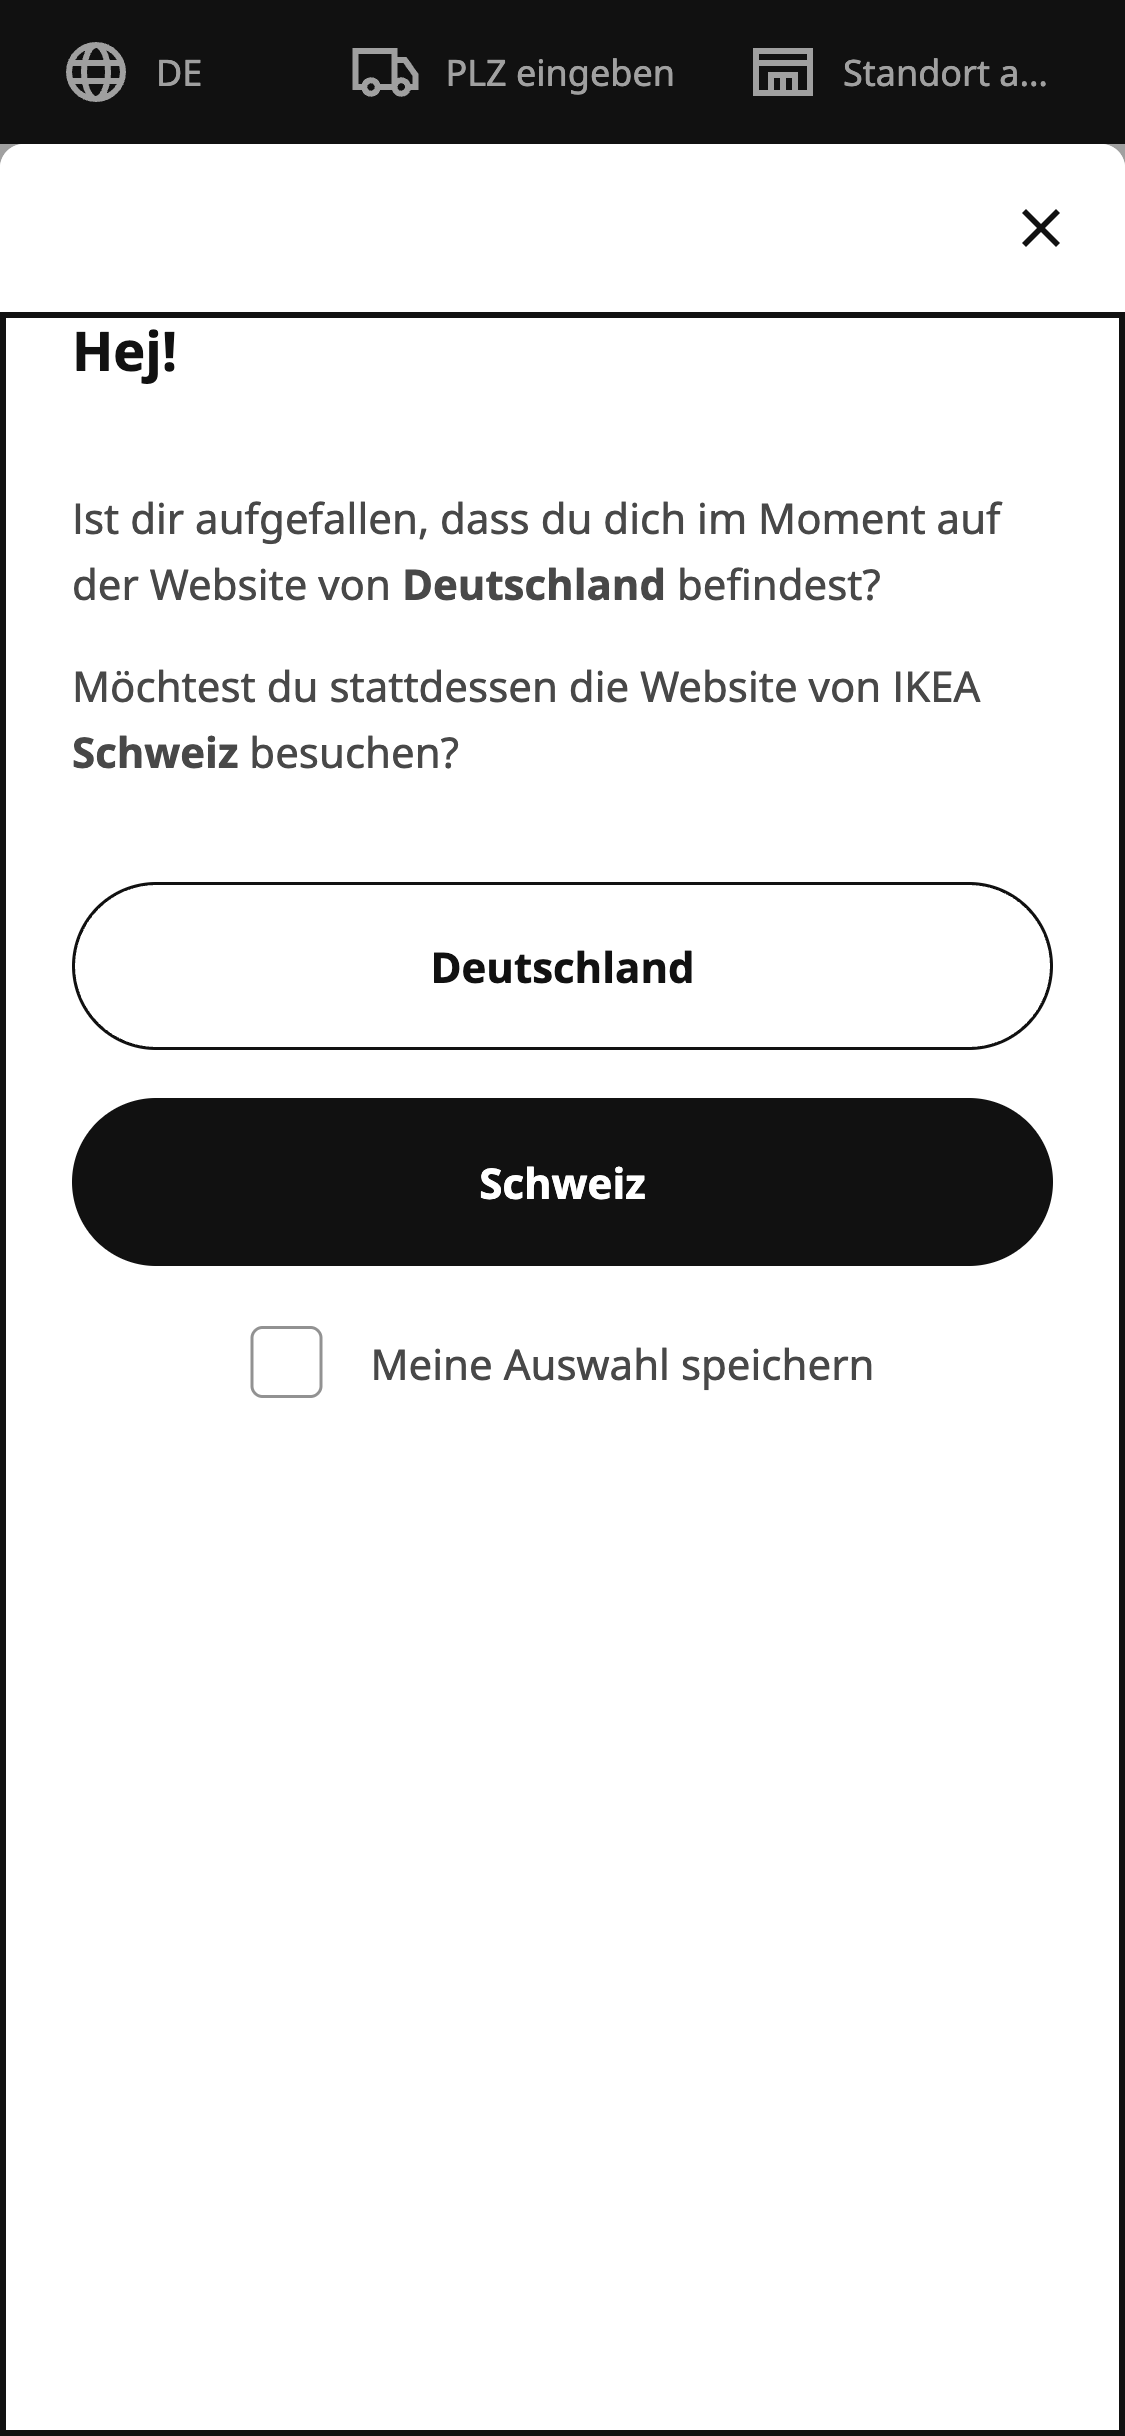 DE
PLZ eingeben
Standort a...
Hej!
Ist dir aufgefallen, dass du dich im Moment auf
der Website von Deutschland befindest?
Möchtest du stattdessen die Website von IKEA
Schweiz besuchen?
Deutschland
Schweiz
Meine Auswahl speichern